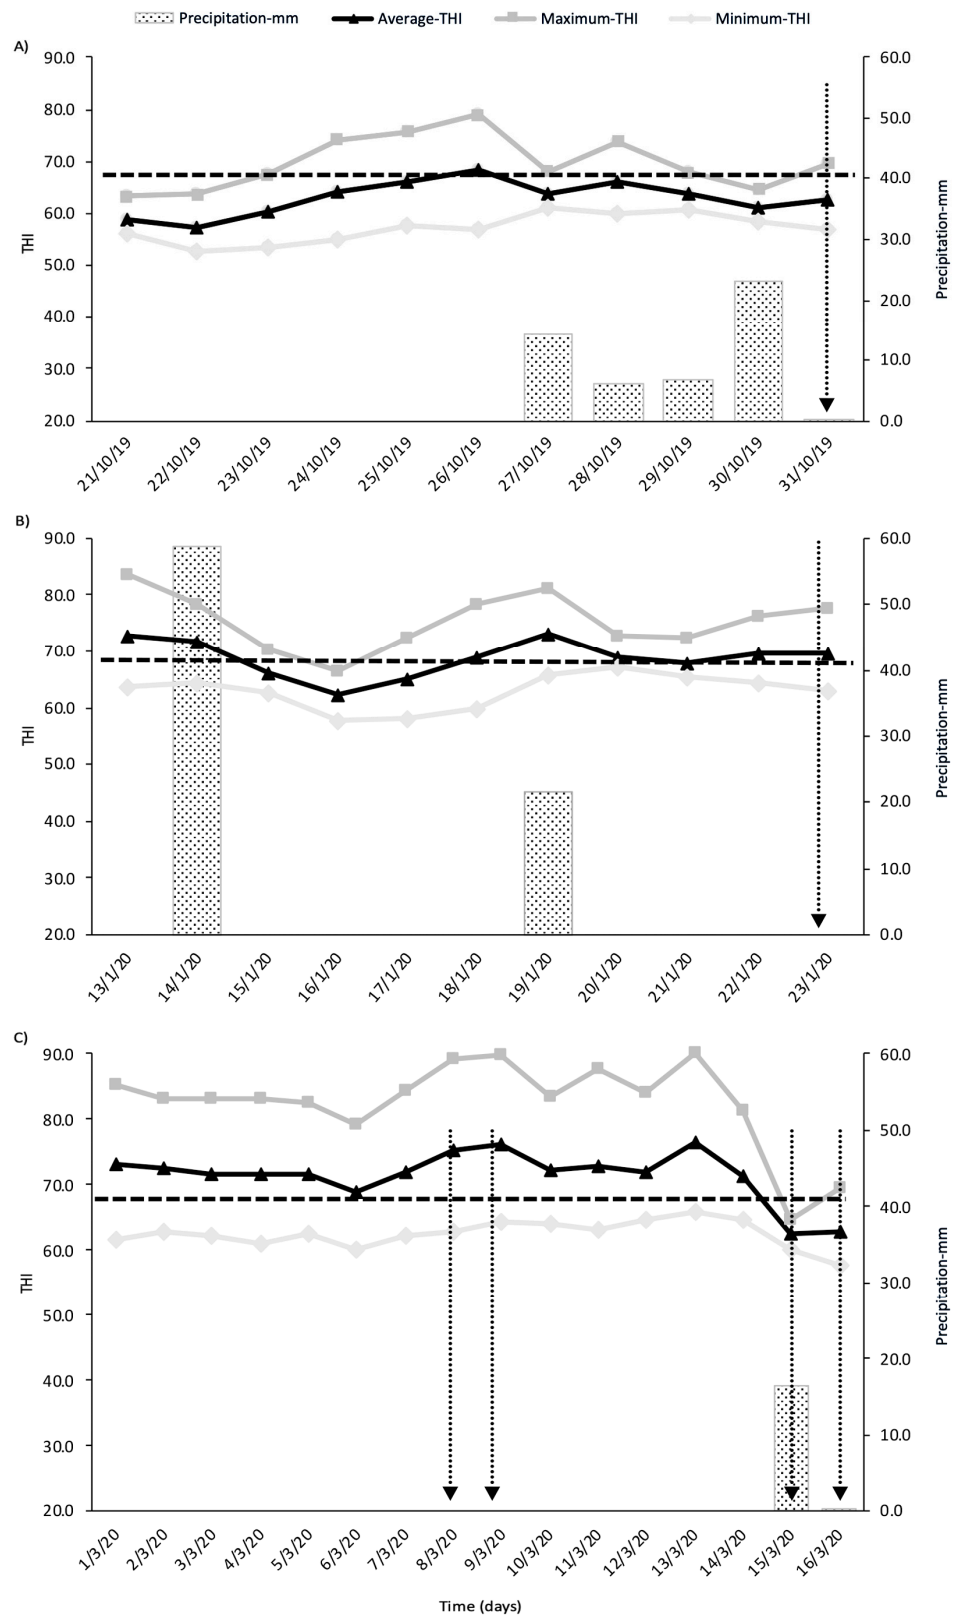 Precipitation-mm Average-THI Maximum-THI Minimum-THI
A)
90.0 60.0
80.0 50.0
70.0 40.0
60.0 30.0
50.0 20.0
40.0 10.0
30.0 0.0
20.0
THI
Precipitation-mm
21/10/19 22/10/19 23/10/19 24/10/19 25/10/19 26/10/19 27/10/19 28/10/19 29/10/19 30/10/19 31/10/19
B)
90.0 60.0
80.0 50.0
70.0 40.0
60.0 30.0
50.0 20.0
40.0 10.0
30.0 0.0
20.0
THI
Precipitation-mm
13/1/20 14/1/20 15/1/20 16/1/20 17/1/20 18/1/20 19/1/20 20/1/20 21/1/20 22/1/20 23/1/20
C)
90.0 60.0
80.0 50.0
70.0 40.0
60.0 30.0
50.0 20.0
40.0 10.0
30.0 0.0
20.0
THI
Precipitation-mm
1/3/20 2/3/20 3/3/20 4/3/20 5/3/20 6/3/20 7/3/20 8/3/20 9/3/20 10/3/20 11/3/20 12/3/20 13/3/20 14/3/20 15/3/20 16/3/20
Time (days)